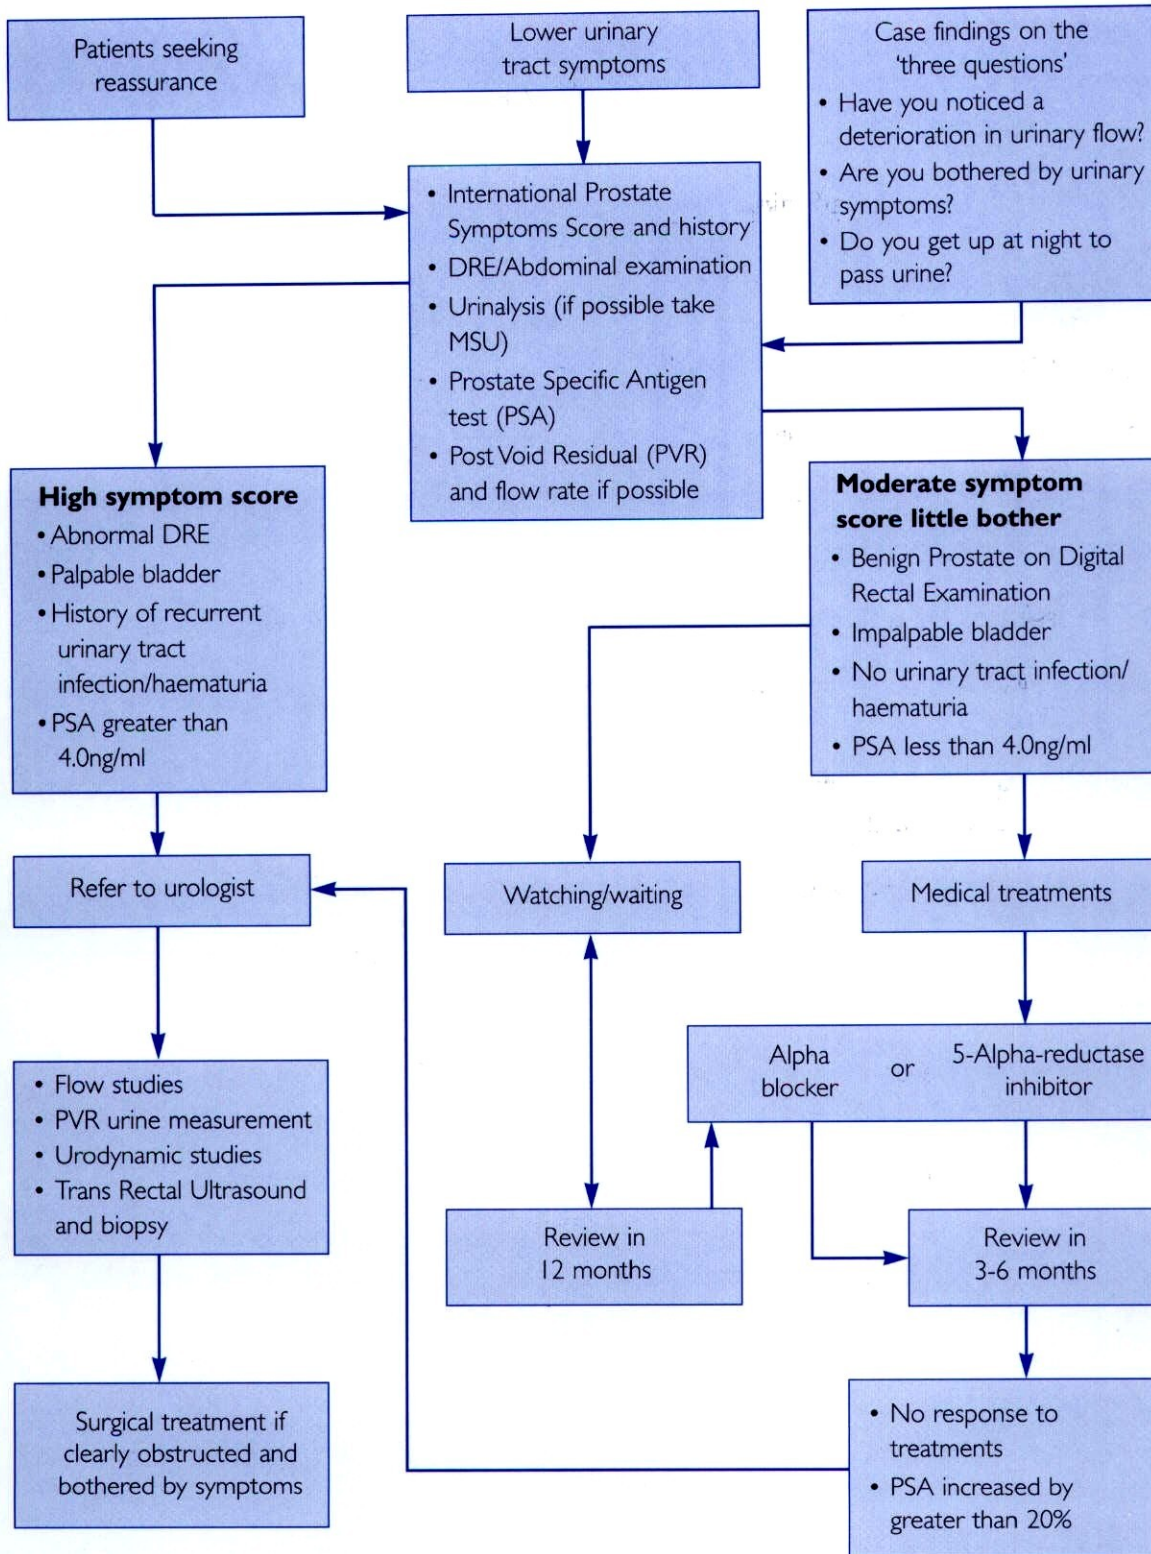 Patients seeking
reassurance
Lower urinary
tract symptoms
Case findings on the
'three questions'
• Have you noticed a
deterioration in urinary flow?
• Are you bothered by urinary
symptoms?
• Do you get up at night to
pass urine?
• International Prostate
Symptoms Score and history
• DRE/Abdominal examination
• Urinalysis (if possible take
MSU)
• Prostate Specific Antigen
test (PSA)
• Post Void Residual (PVR)
and flow rate if possible
High symptom score
• Abnormal DRE
• Palpable bladder
• History of recurrent
urinary tract
infection/haematuria
• PSA greater than
4.0ng/ml
Moderate symptom
score little bother
• Benign Prostate on Digital
Rectal Examination
• Impalpable bladder
• No urinary tract infection/
haematuria
• PSA less than 4.0ng/ml
Refer to urologist
Watching/waiting
Medical treatments
• Flow studies
• PVR urine measurement
• Urodynamic studies
• Trans Rectal Ultrasound
and biopsy
Alpha
blocker
or
5-Alpha-reductase
inhibitor
Review in
12 months
Review in
3-6 months
Surgical treatment if
clearly obstructed and
bothered by symptoms
• No response to
treatments
• PSA increased by
greater than 20%